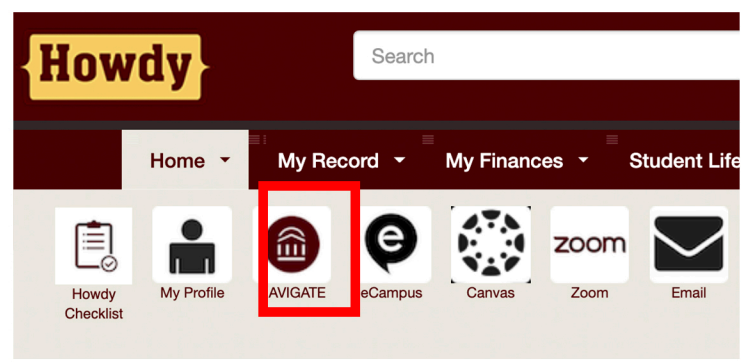 Howdy
Search
Home My Record My Finances Student Life
zoom
Howdy Checklist My Profile AVIGATE eCampus Canvas Zoom Email